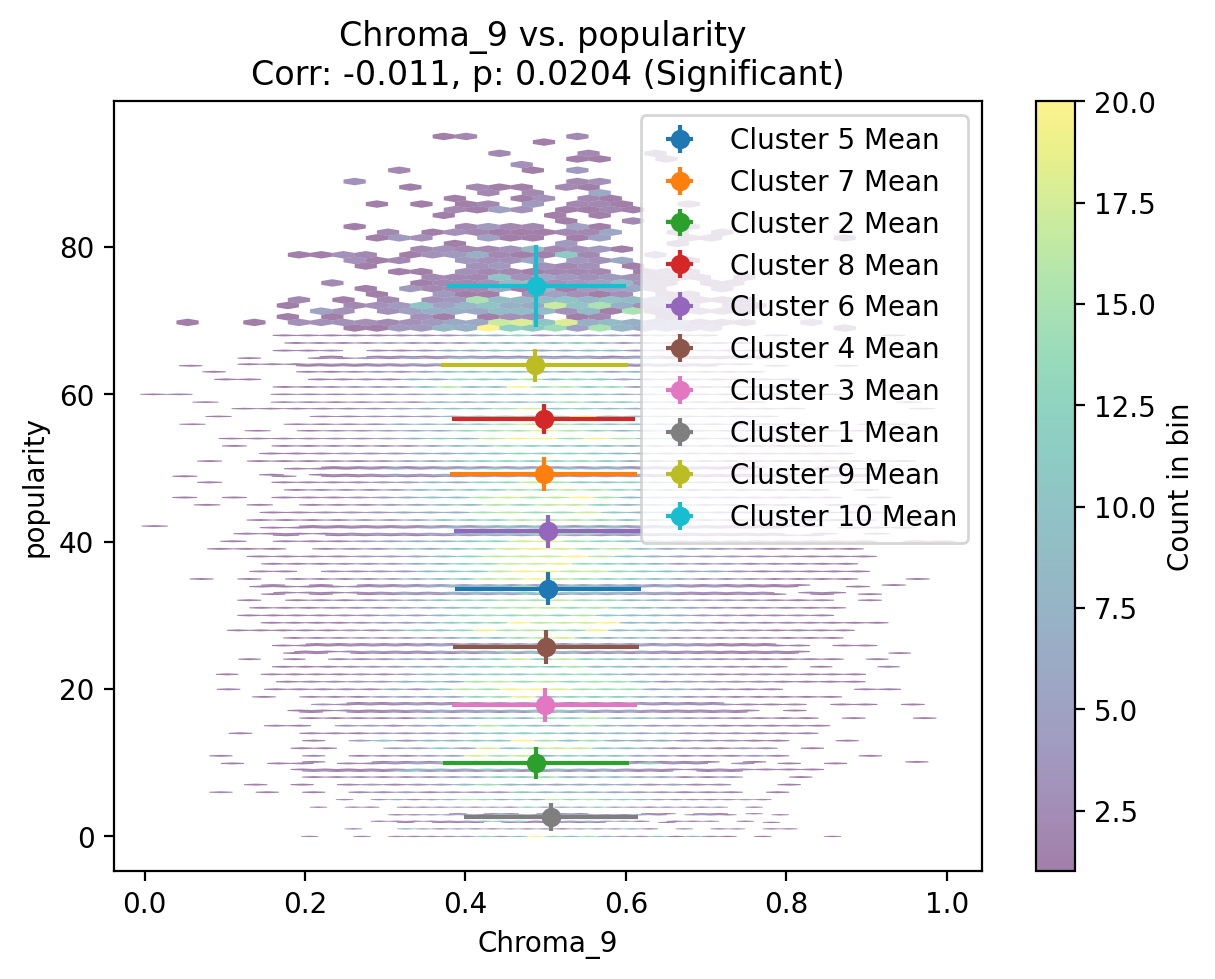 Chroma_9 vs. popularity
Corr: -0.011, p: 0.0204 (Significant)
popularity
80
60
40
20
0
Cluster 5 Mean
Cluster 7 Mean
Cluster 2 Mean
Cluster 8 Mean
Cluster 6 Mean
Cluster 4 Mean
Cluster 3 Mean
Cluster 1 Mean
Cluster 9 Mean
Cluster 10 Mean
0.0 0.2 0.4 0.6 0.8 1.0
Chroma_9
20.0
17.5
15.0
12.5
10.0
7.5
5.0
2.5
Count in bin